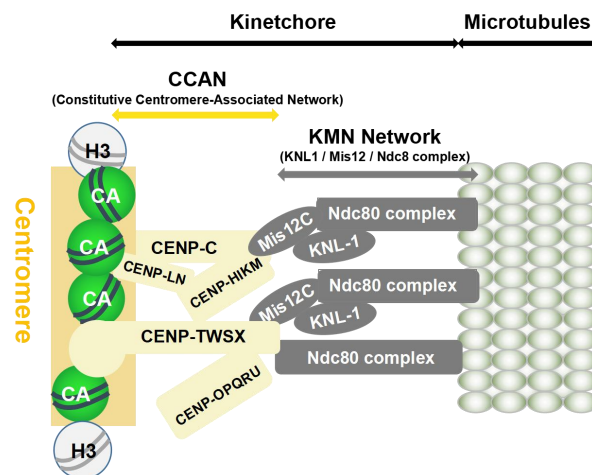 Kinetchore
Microtubules
CCAN
(Constitutive Centromere-Associated Network)
KMN Network
(KNL1 / Mis12 / Ndc8 complex)
Centromere
H3
CA
CA
CA
CA
H3
CENP-C
CENP-LN
CENP-HIKM
CENP-TWSX
CENP-OPQRU
Mis12C
Ndc80 complex
KNL-1
Mis12C
Ndc80 complex
KNL-1
Ndc80 complex